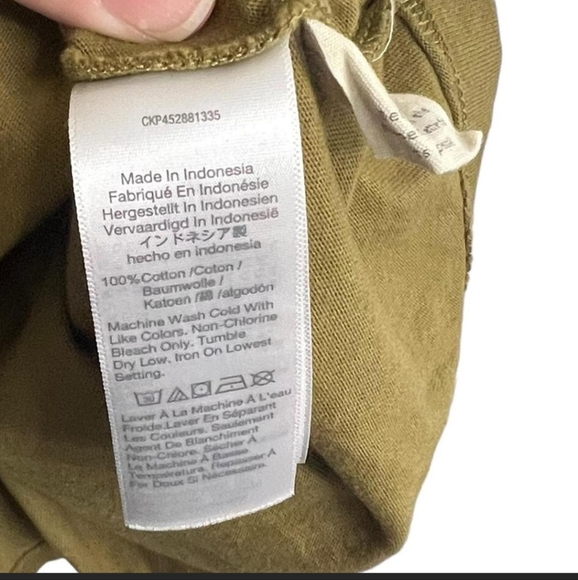 CKP452881335
Made In Indonesia
Fabriqué En Indonésie
Hergestellt In Indonesien
Vervaardigd In Indonesië
インドネシア製
hecho en indonesia
100%Cotton /Coton /
Baumwolle /
Katoen /綿 /algodón
Machine Wash Cold With
Like Colors. Non-Chlorine
Bleach Only. Tumble
Dry Low. Iron On Lowest
Setting.
30
Laver À La Machine À L'eau
Froide.Laver En Séparant
Les Couleurs. Seulement
Agent De Blanchiment
Non-Chlore. Sécher À
La Machine À Basse
Température. Repasser À
Fer Doux Si Nécessaire.